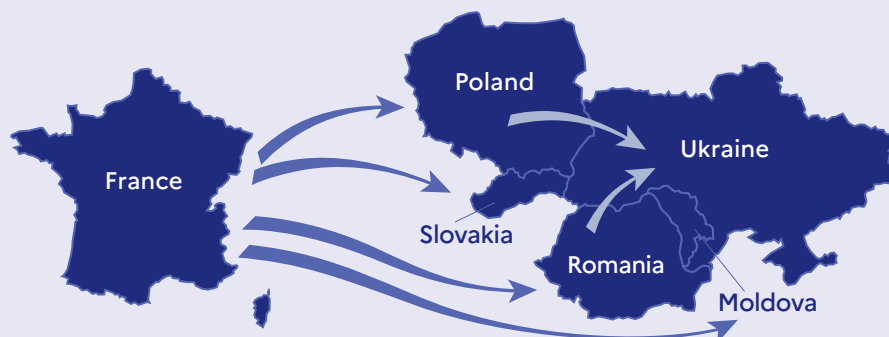 Poland
Ukraine
France
Slovakia
Romania
Moldova